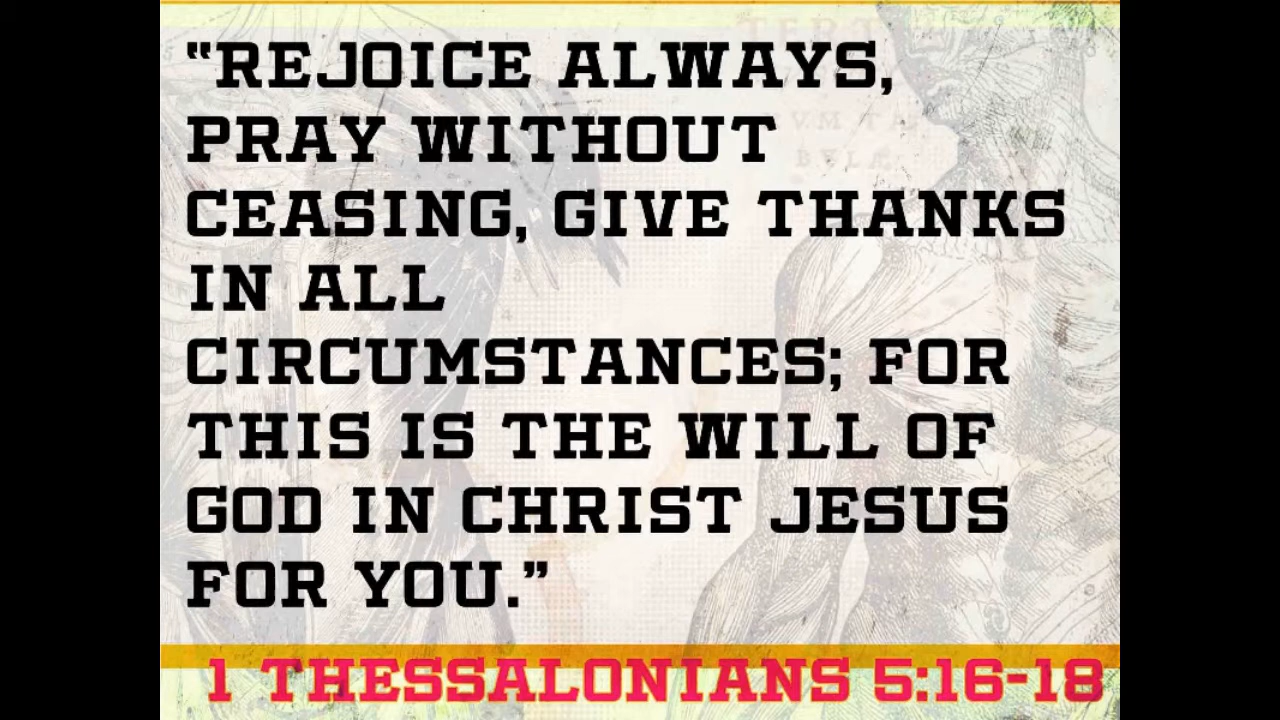 “REJOICE ALWAYS,
PRAY WITHOUT
CEASING, GIVE THANKS
IN ALL
CIRCUMSTANCES; FOR
THIS IS THE WILL OF
GOD IN CHRIST JESUS
FOR YOU.”
1 THESSALONIANS 5:16-18